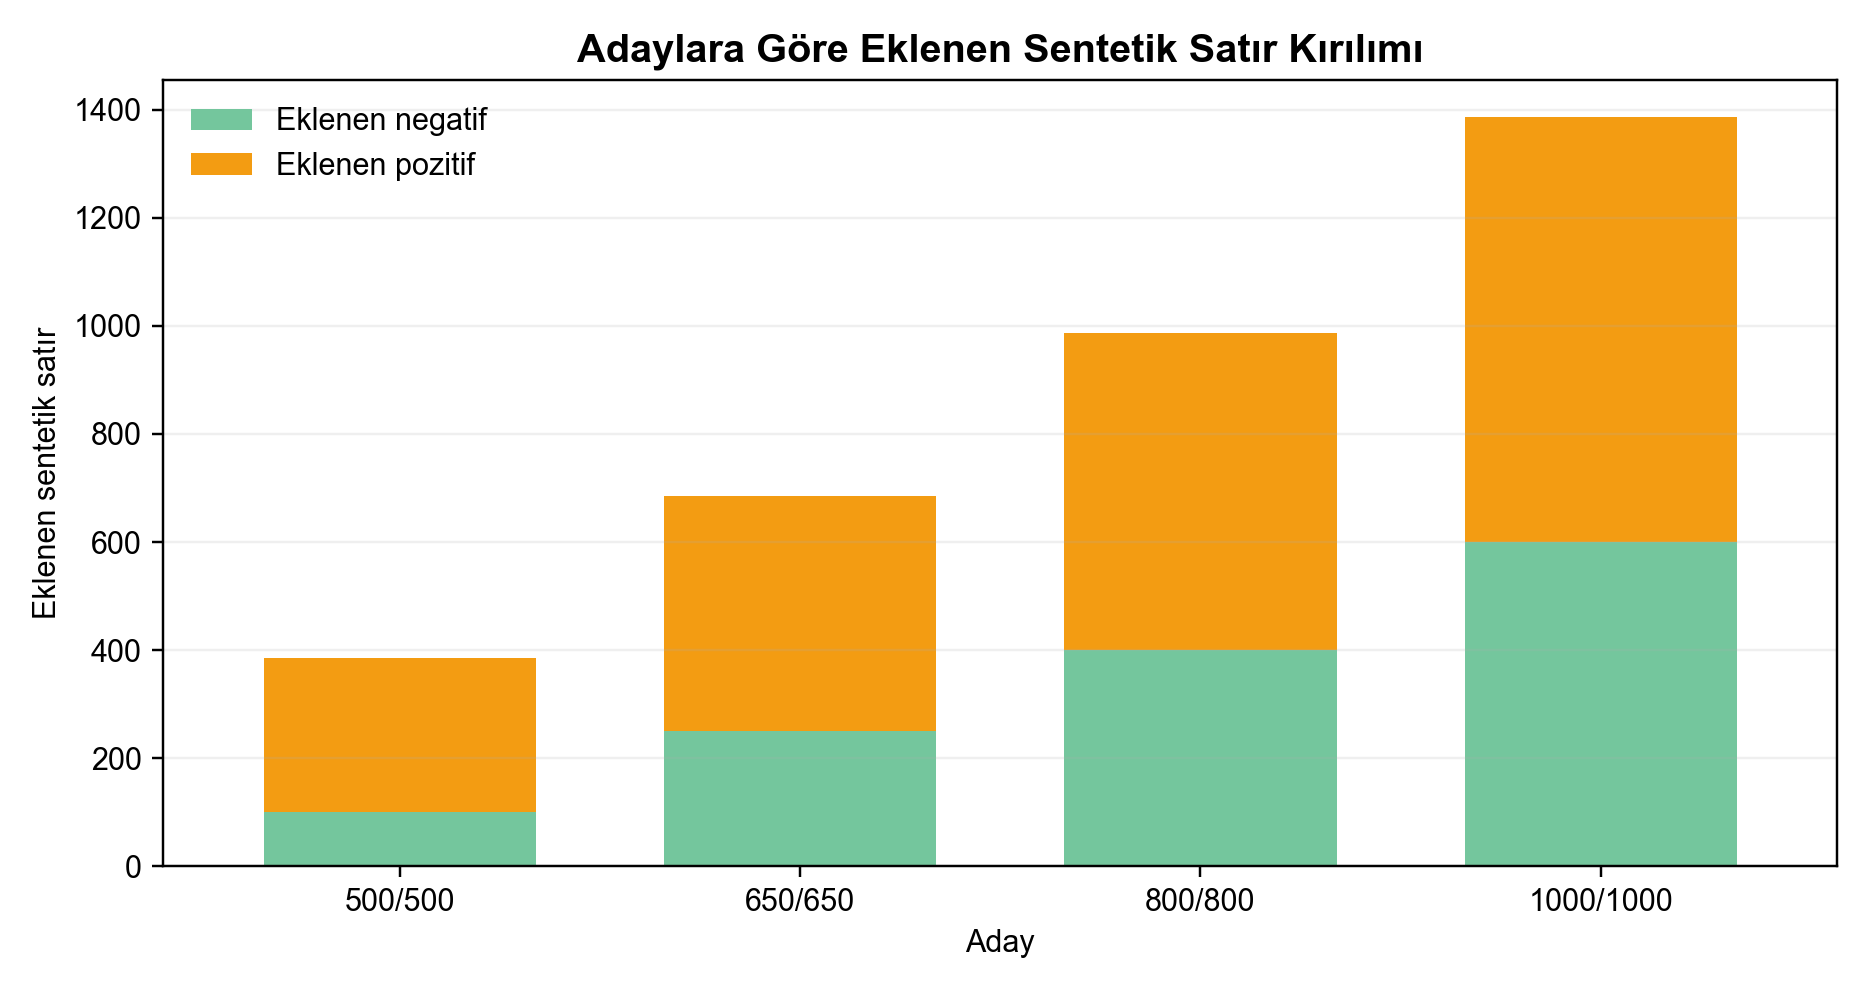 Adaylara Göre Eklenen Sentetik Satır Kırılımı
Eklenen negatif
Eklenen pozitif
1400
1200
1000
800
600
400
200
0
Eklenen sentetik satır
500/500
650/650
800/800
1000/1000
Aday